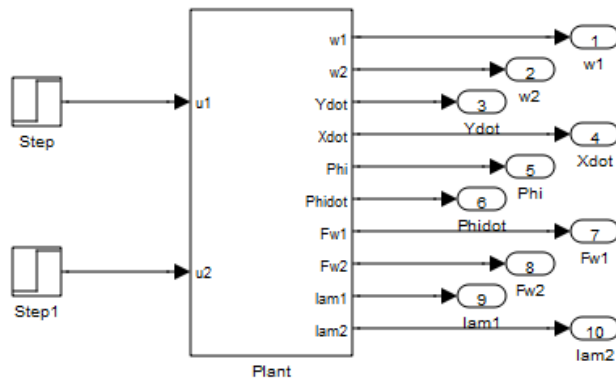 w1
1
w1
w2
2
w2
Step
u1
Ydot
3
Ydot
Xdot
4
Xdot
Phi
5
Phi
Phidot
6
Phidot
Fw1
7
Fw1
Step1
u2
Fw2
8
Fw2
lam1
9
lam1
lam2
10
lam2
Plant